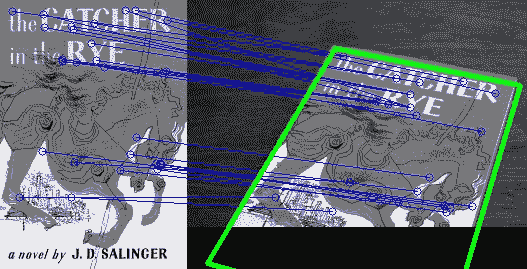 the CATCHER
in the RYE
a novel by J. D. SALINGER
the CATCHER
in the RYE